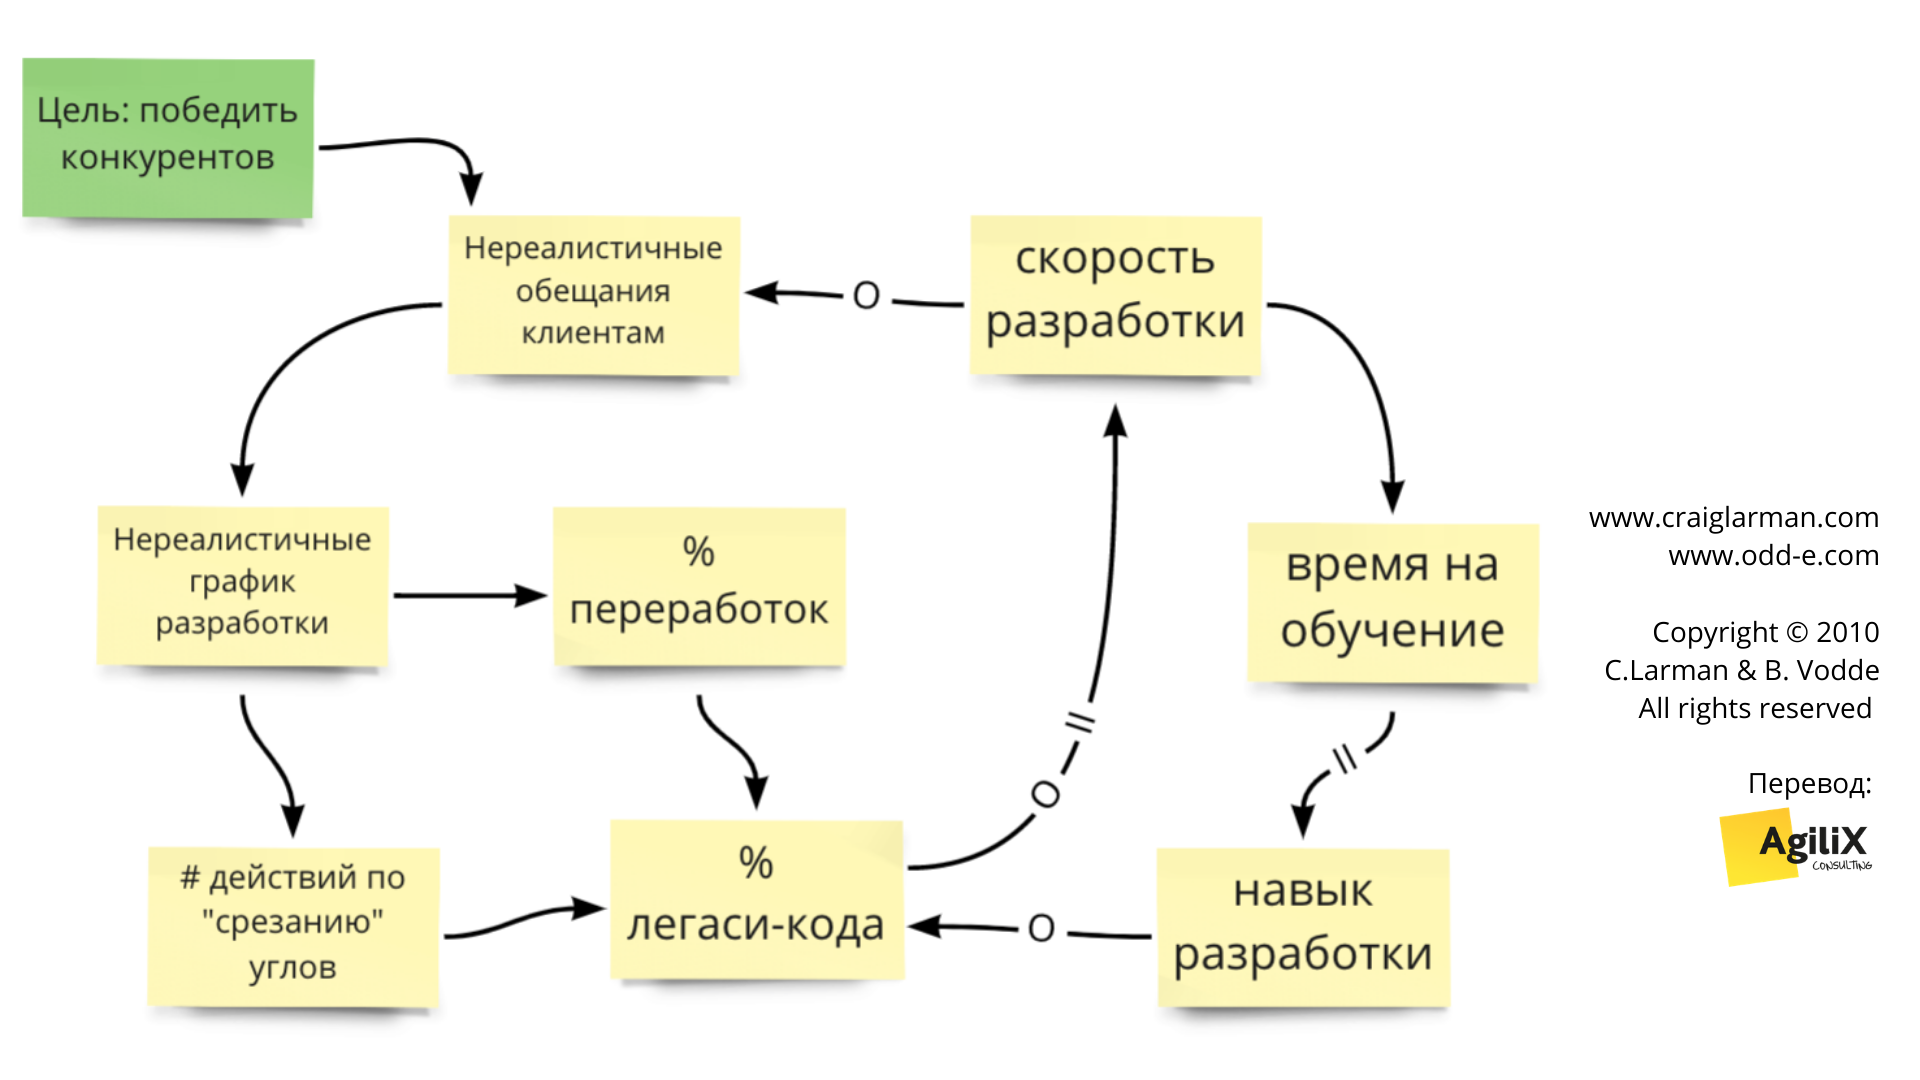 Цель: победить
конкурентов
Нереалистичные
обещания
клиентам
О
скорость
разработки
Нереалистичные
график
разработки
%
переработок
время на
обучение
=
=
О
# действий по
"срезанию"
углов
%
легаси-кода
О
навык
разработки
www.craiglarman.com
www.odd-e.com
Copyright © 2010
C.Larman & B. Vodde
All rights reserved
Перевод:
AgiliX
CONSULTING